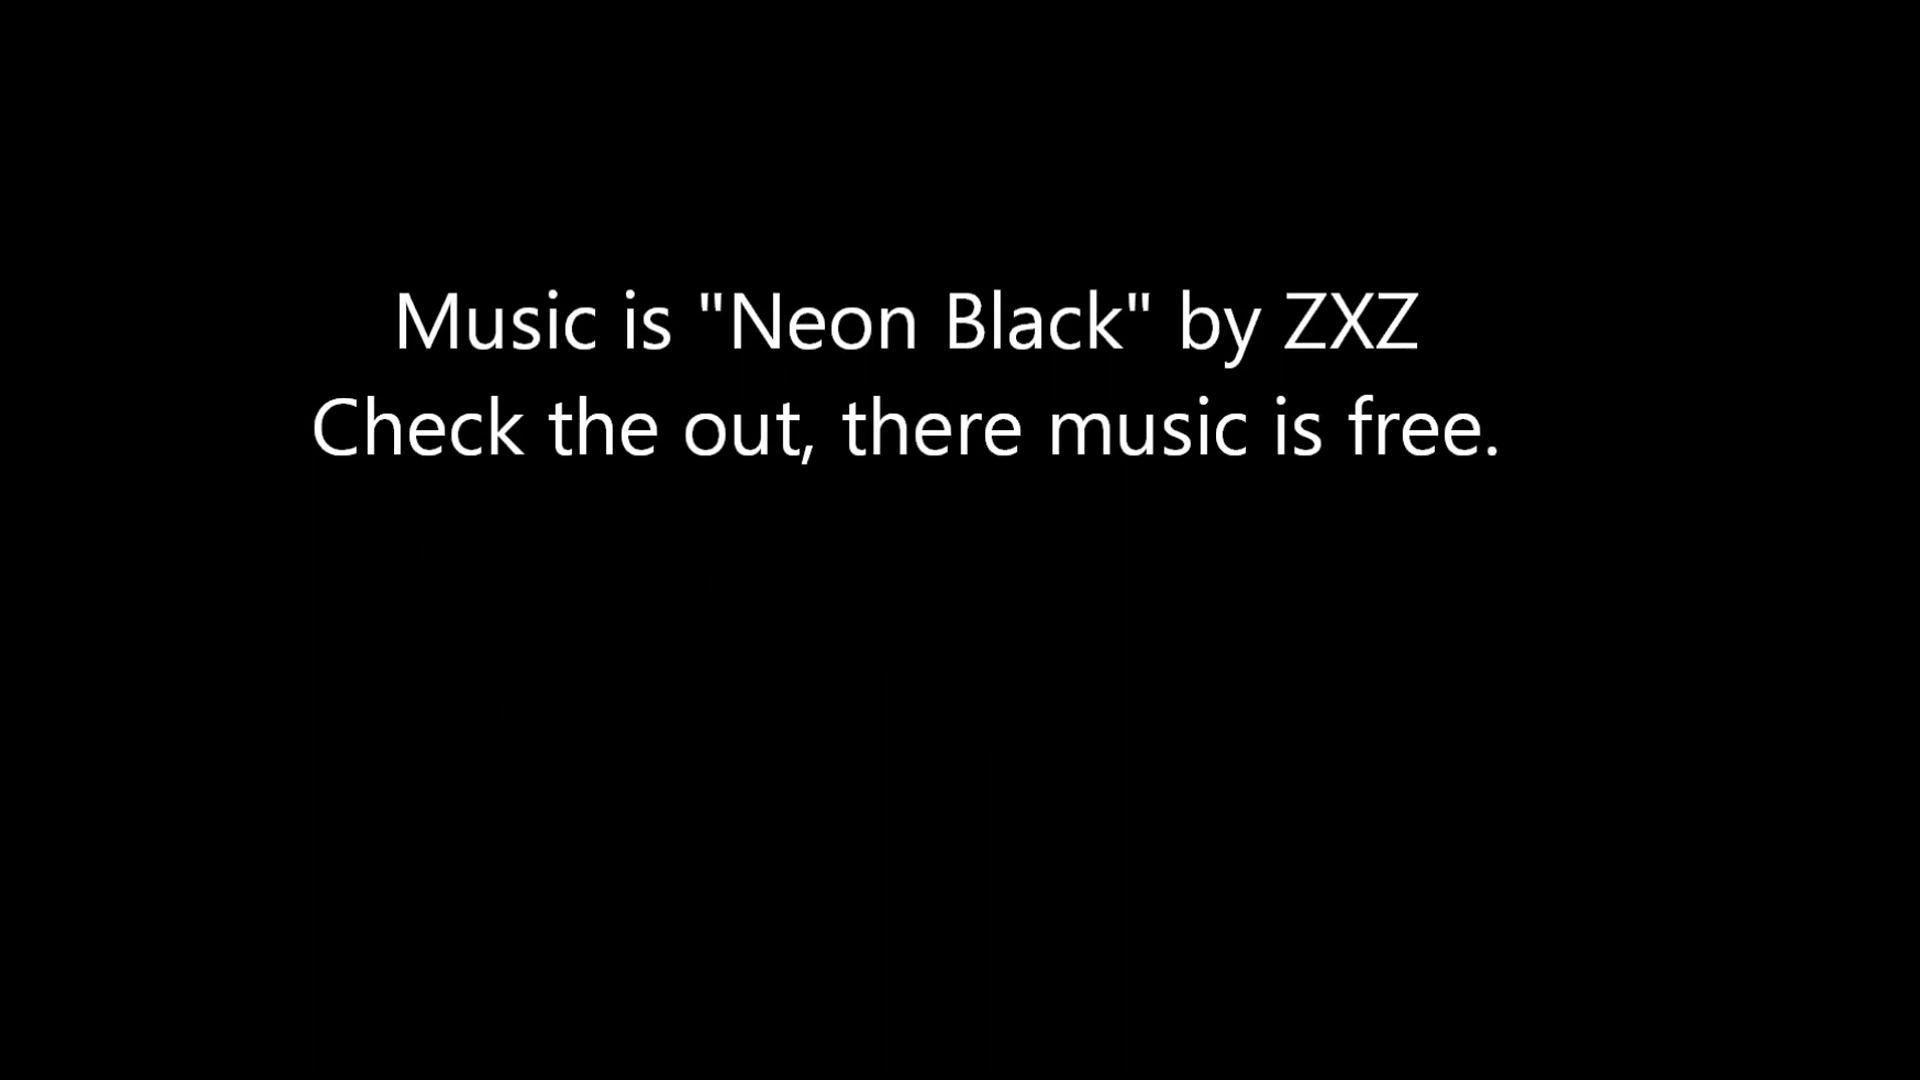 Music is "Neon Black" by ZXZ
Check the out, there music is free.